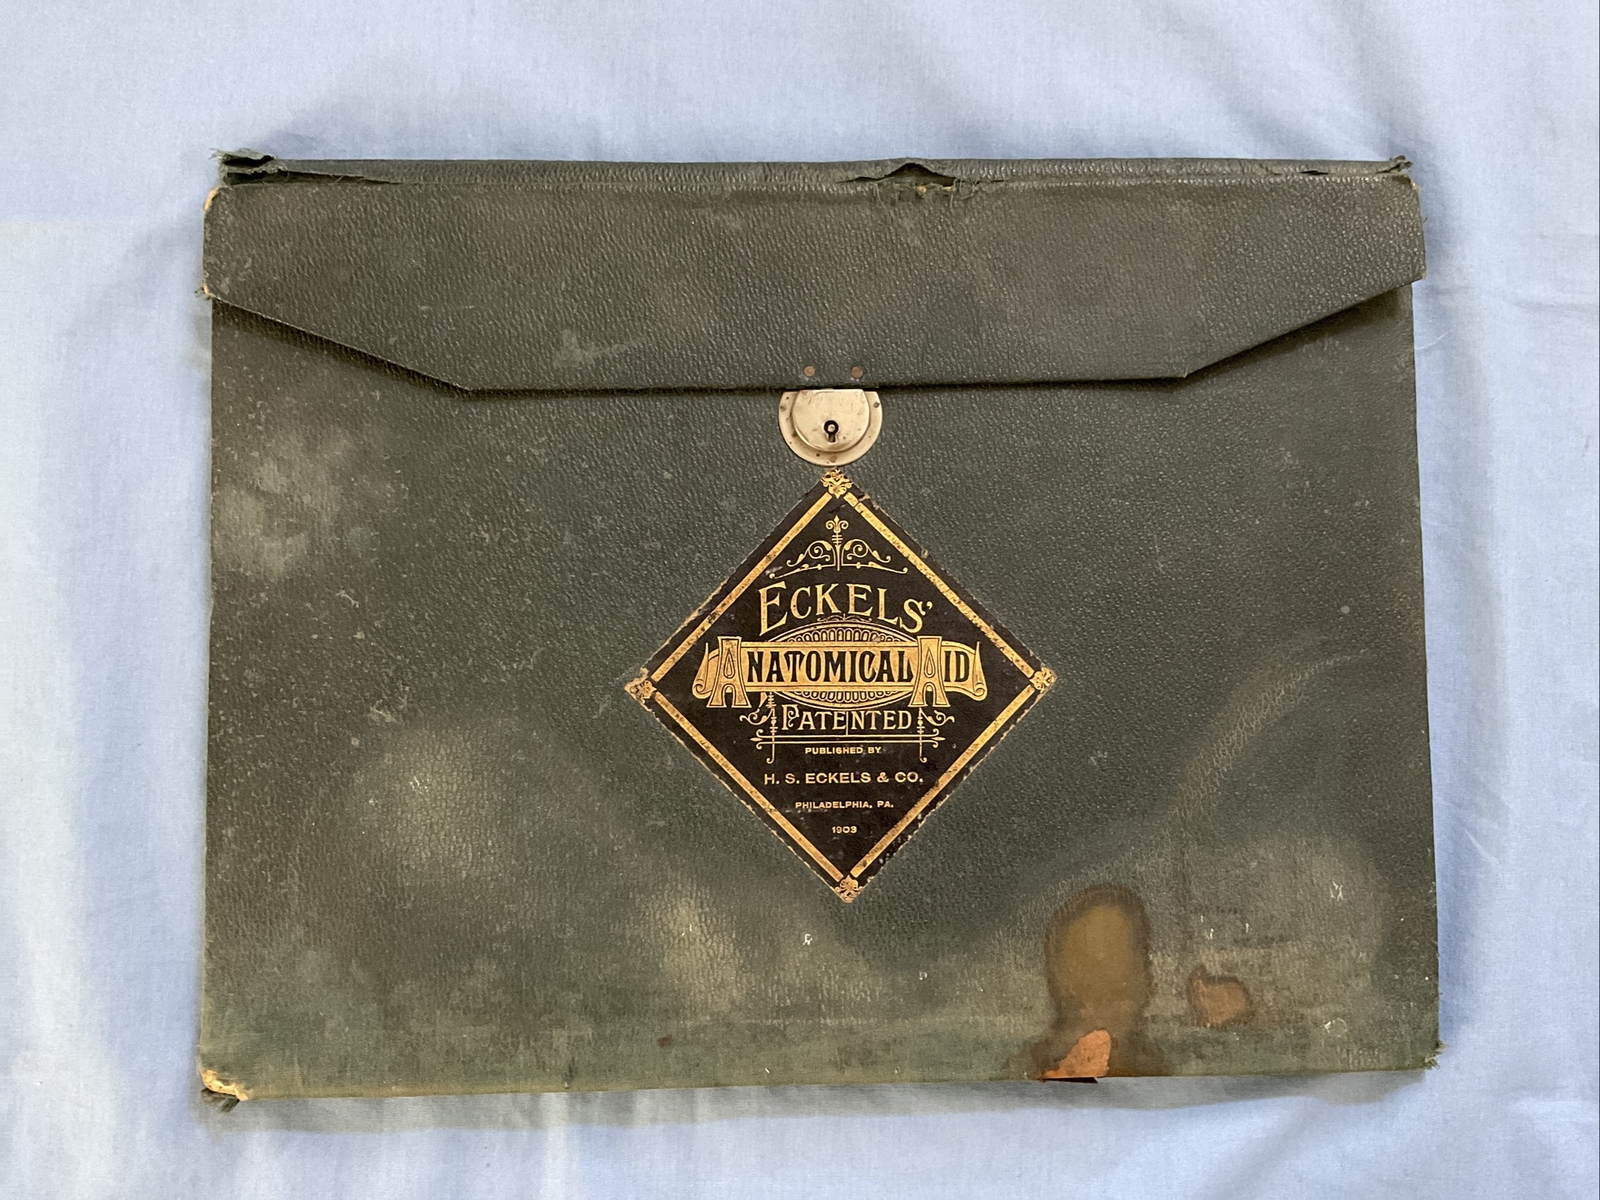 ECKELS'
ANATOMICAL AID
PATENTED
PUBLISHED BY
H. S. ECKELS & CO.
PHILADELPHIA, PA.
1903